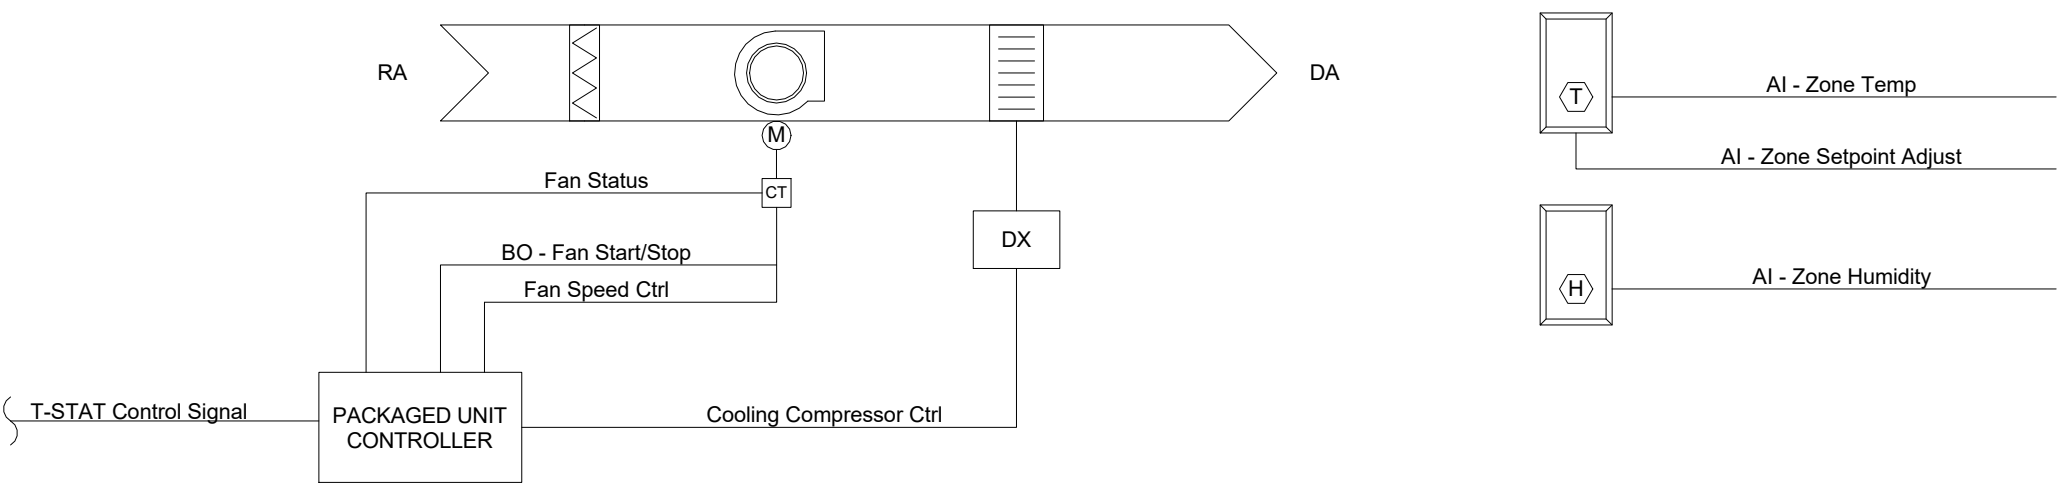 RA
DA
T
AI - Zone Temp
M
AI - Zone Setpoint Adjust
Fan Status
CT
BO - Fan Start/Stop
DX
Fan Speed Ctrl
H
AI - Zone Humidity
T-STAT Control Signal
PACKAGED UNIT
CONTROLLER
Cooling Compressor Ctrl